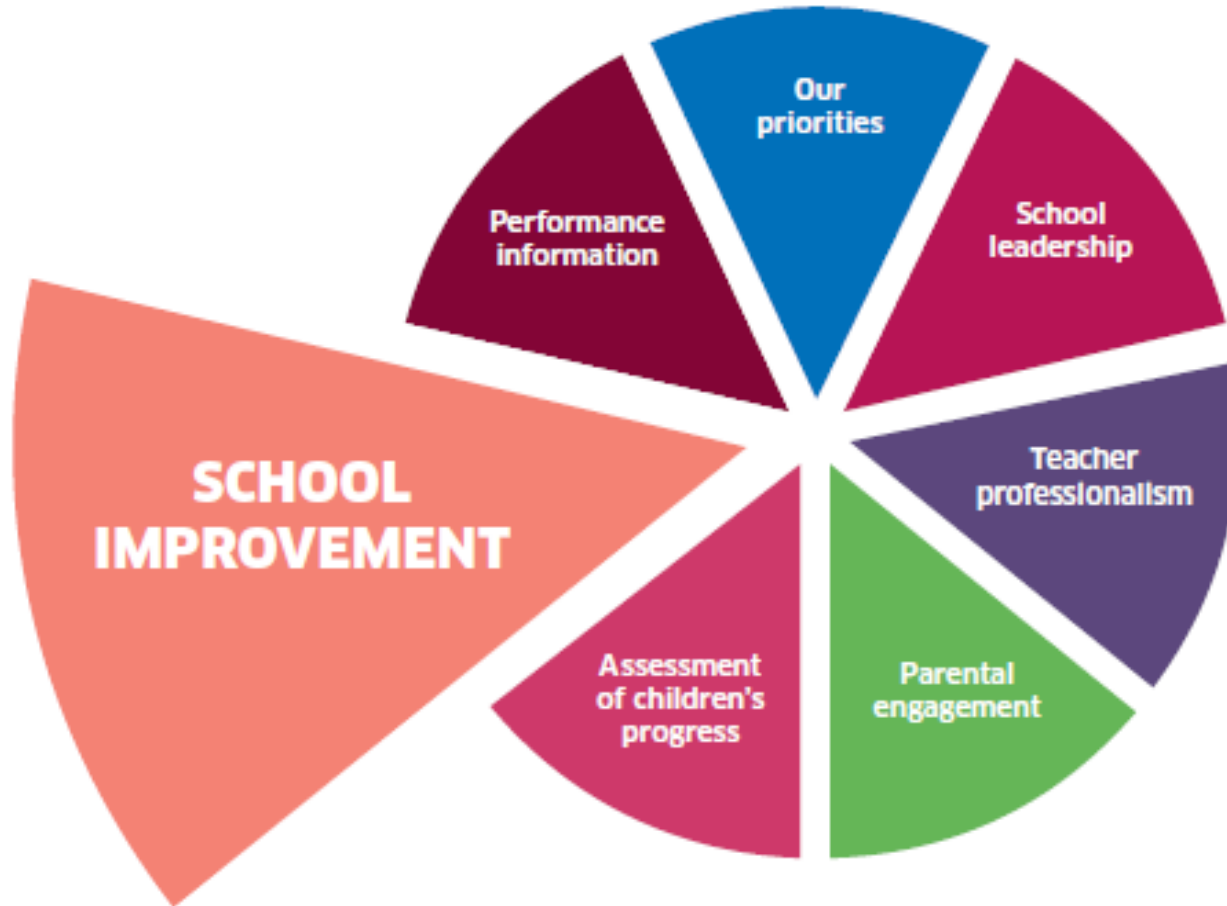 Our
priorities
School
leadership
Teacher
professionalism
Parental
engagement
Assessment
of children's
progress
SCHOOL
IMPROVEMENT
Performance
information